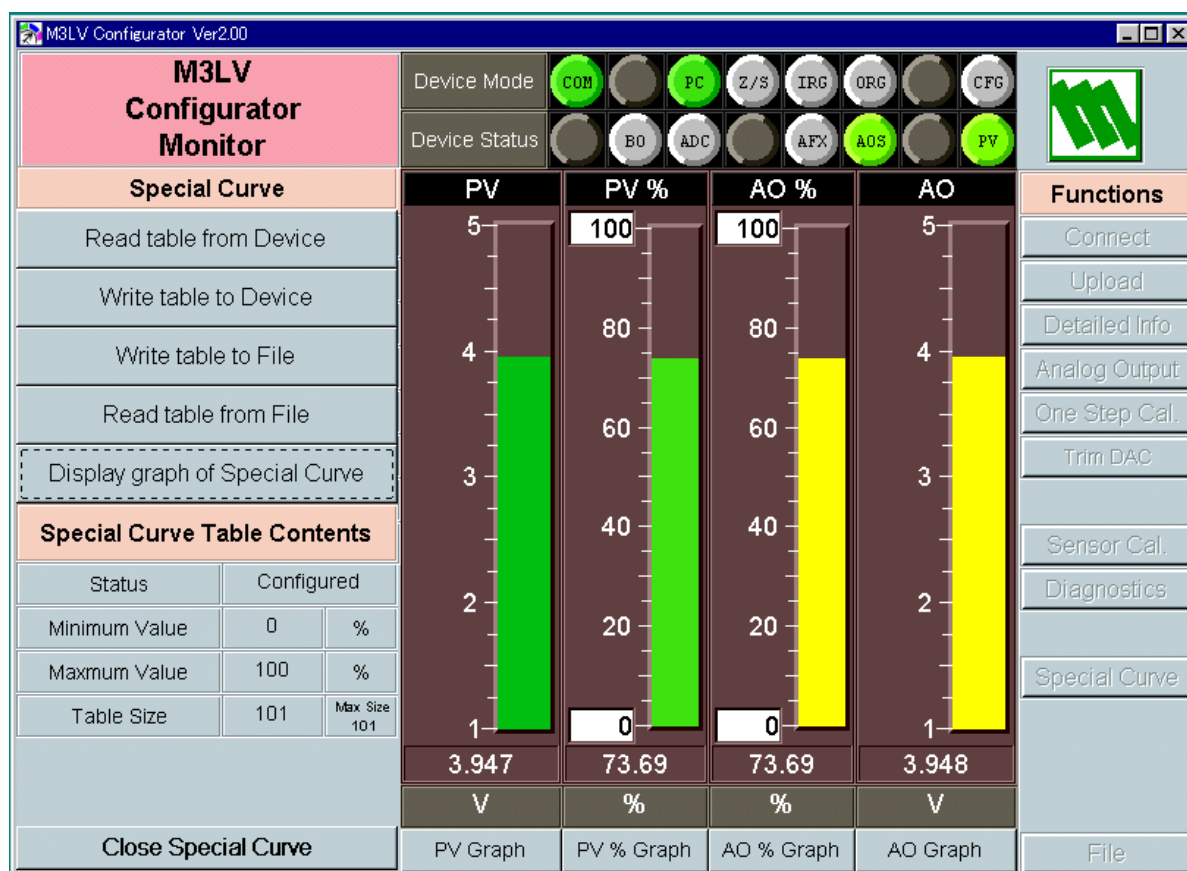 M3LV Configurator Ver2.00
M3LV
Configurator
Monitor
Device Mode COM PC Z/S IRG ORG CFG
Device Status BO ADC AFX AOS PV
Special Curve
Read table from Device
Write table to Device
Write table to File
Read table from File
Display graph of Special Curve
Special Curve Table Contents
Status Configured
Minimum Value 0 %
Maxmum Value 100 %
Table Size 101 Max Size
101
Close Special Curve
PV
5
4
3
2
1
3.947
V
PV Graph
PV %
100
80
60
40
20
0
73.69
%
PV % Graph
AO %
100
80
60
40
20
0
73.69
%
AO % Graph
AO
5
4
3
2
1
3.948
V
AO Graph
Functions
Connect
Upload
Detailed Info
Analog Output
One Step Cal.
Trim DAC
Sensor Cal.
Diagnostics
Special Curve
File